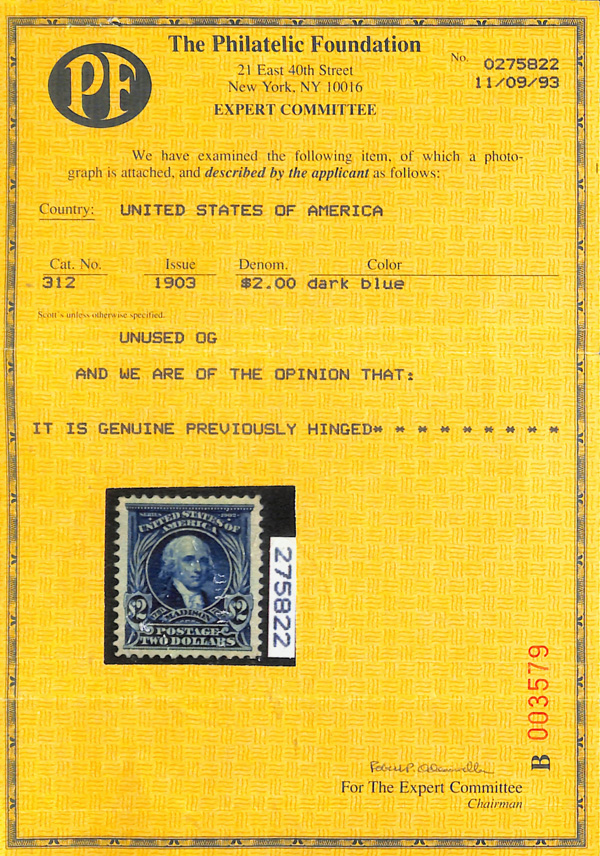 PF
The Philatelic Foundation
21 East 40th Street
New York, NY 10016
EXPERT COMMITTEE
No. 0275822
11/09/93
We have examined the following item, of which a photo-
graph is attached, and described by the applicant as follows:
Country: UNITED STATES OF AMERICA
Cat. No. Issue Denom. Color
312 1903 $2.00 dark blue
Scott's unless otherwise specified.
UNUSED OG
AND WE ARE OF THE OPINION THAT:
IT IS GENUINE PREVIOUSLY HINGED* * * * * * * * *
UNITED STATES OF
AMERICA
$2 MADISON $2
POSTAGE
TWO DOLLARS
275822
B 003579
For The Expert Committee
Chairman